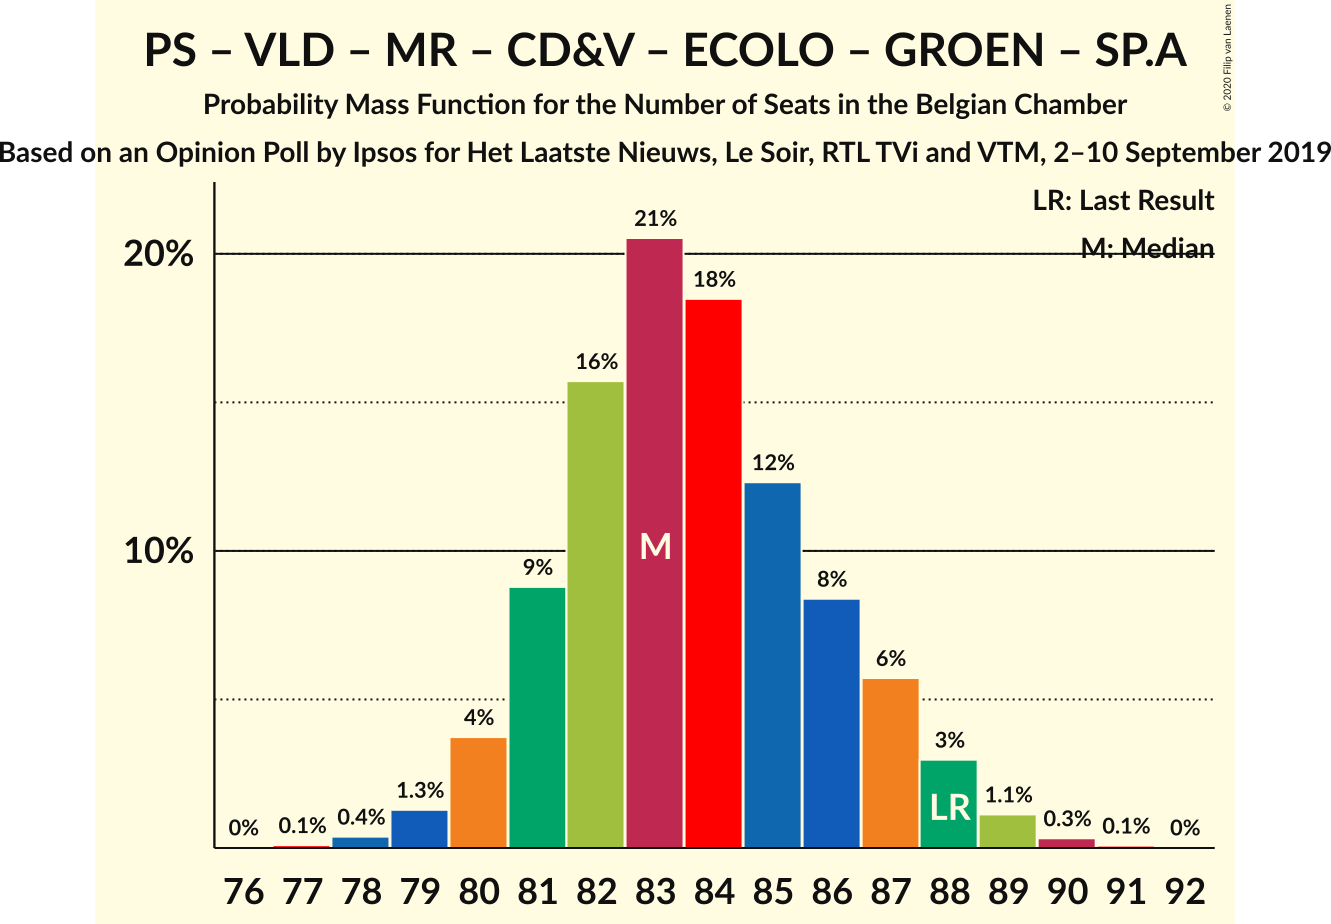 PS – VLD – MR – CD&V – ECOLO – GROEN – SP.A
Probability Mass Function for the Number of Seats in the Belgian Chamber
Based on an Opinion Poll by Ipsos for Het Laatste Nieuws, Le Soir, RTL TVi and VTM, 2–10 September 2019
© 2020 Filip van Laenen
LR: Last Result
M: Median
20%
10%
0% 0.1% 0.4% 1.3% 4% 9% 16% 21% 18% 12% 8% 6% 3% 1.1% 0.3% 0.1% 0%
M
LR
76 77 78 79 80 81 82 83 84 85 86 87 88 89 90 91 92